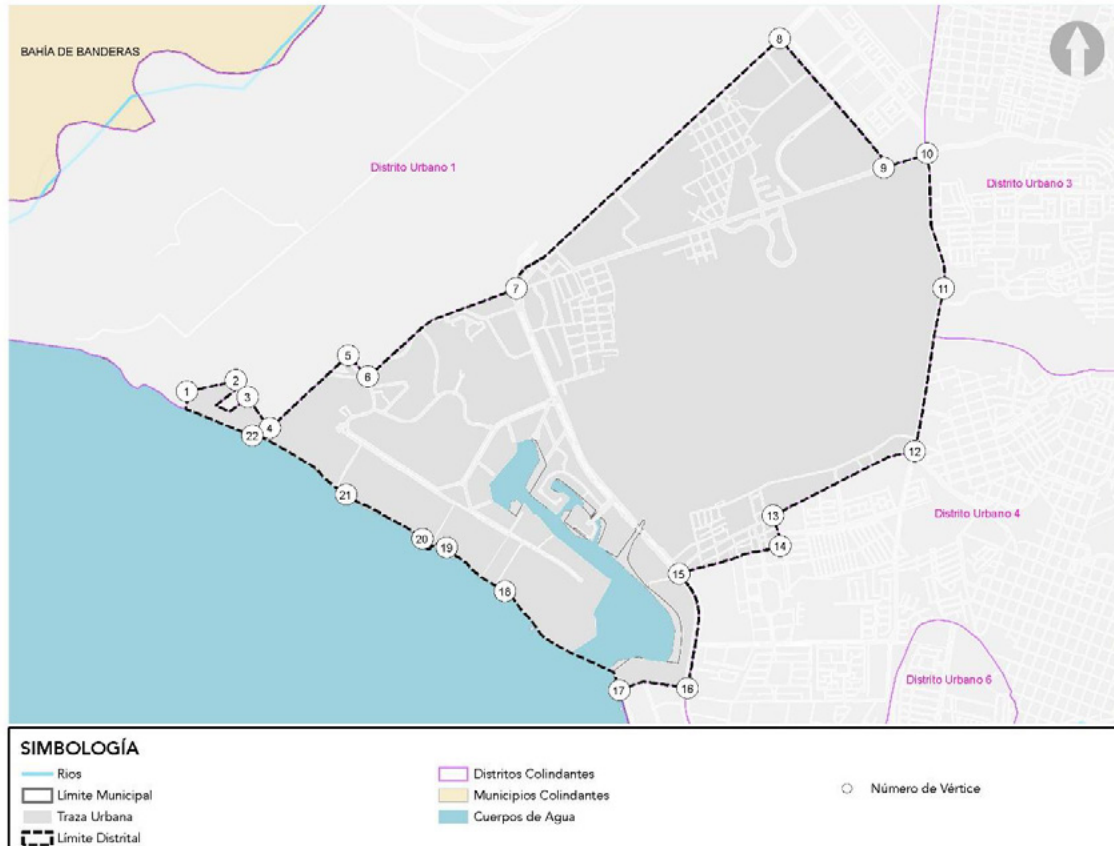 BAHÍA DE BANDERAS
Distrito Urbano 1
Distrito Urbano 3
Distrito Urbano 4
Distrito Urbano 6
1
2
3
4
5
6
7
8
9
10
11
12
13
14
15
16
17
18
19
20
21
22
SIMBOLOGÍA
Rios
Límite Municipal
Traza Urbana
Límite Distrital
Distritos Colindantes
Municipios Colindantes
Cuerpos de Agua
Número de Vértice